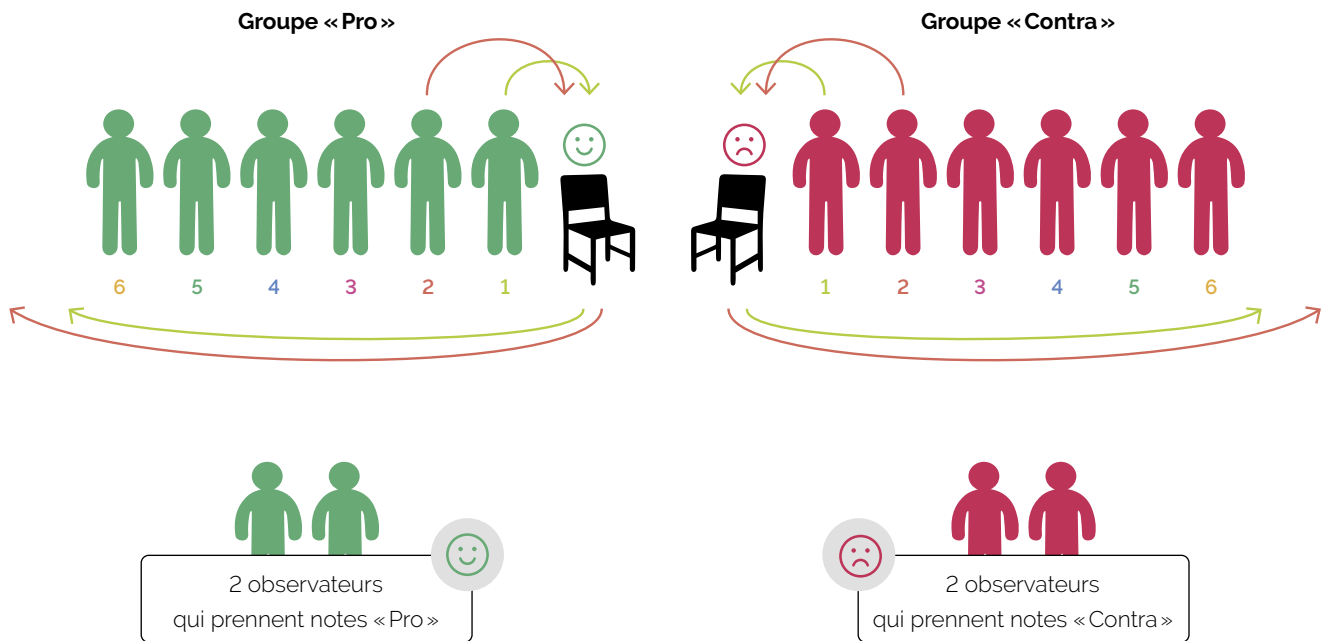 Groupe « Pro »
Groupe « Contra »
6 5 4 3 2 1
1 2 3 4 5 6
2 observateurs
qui prennent notes « Pro »
2 observateurs
qui prennent notes « Contra »